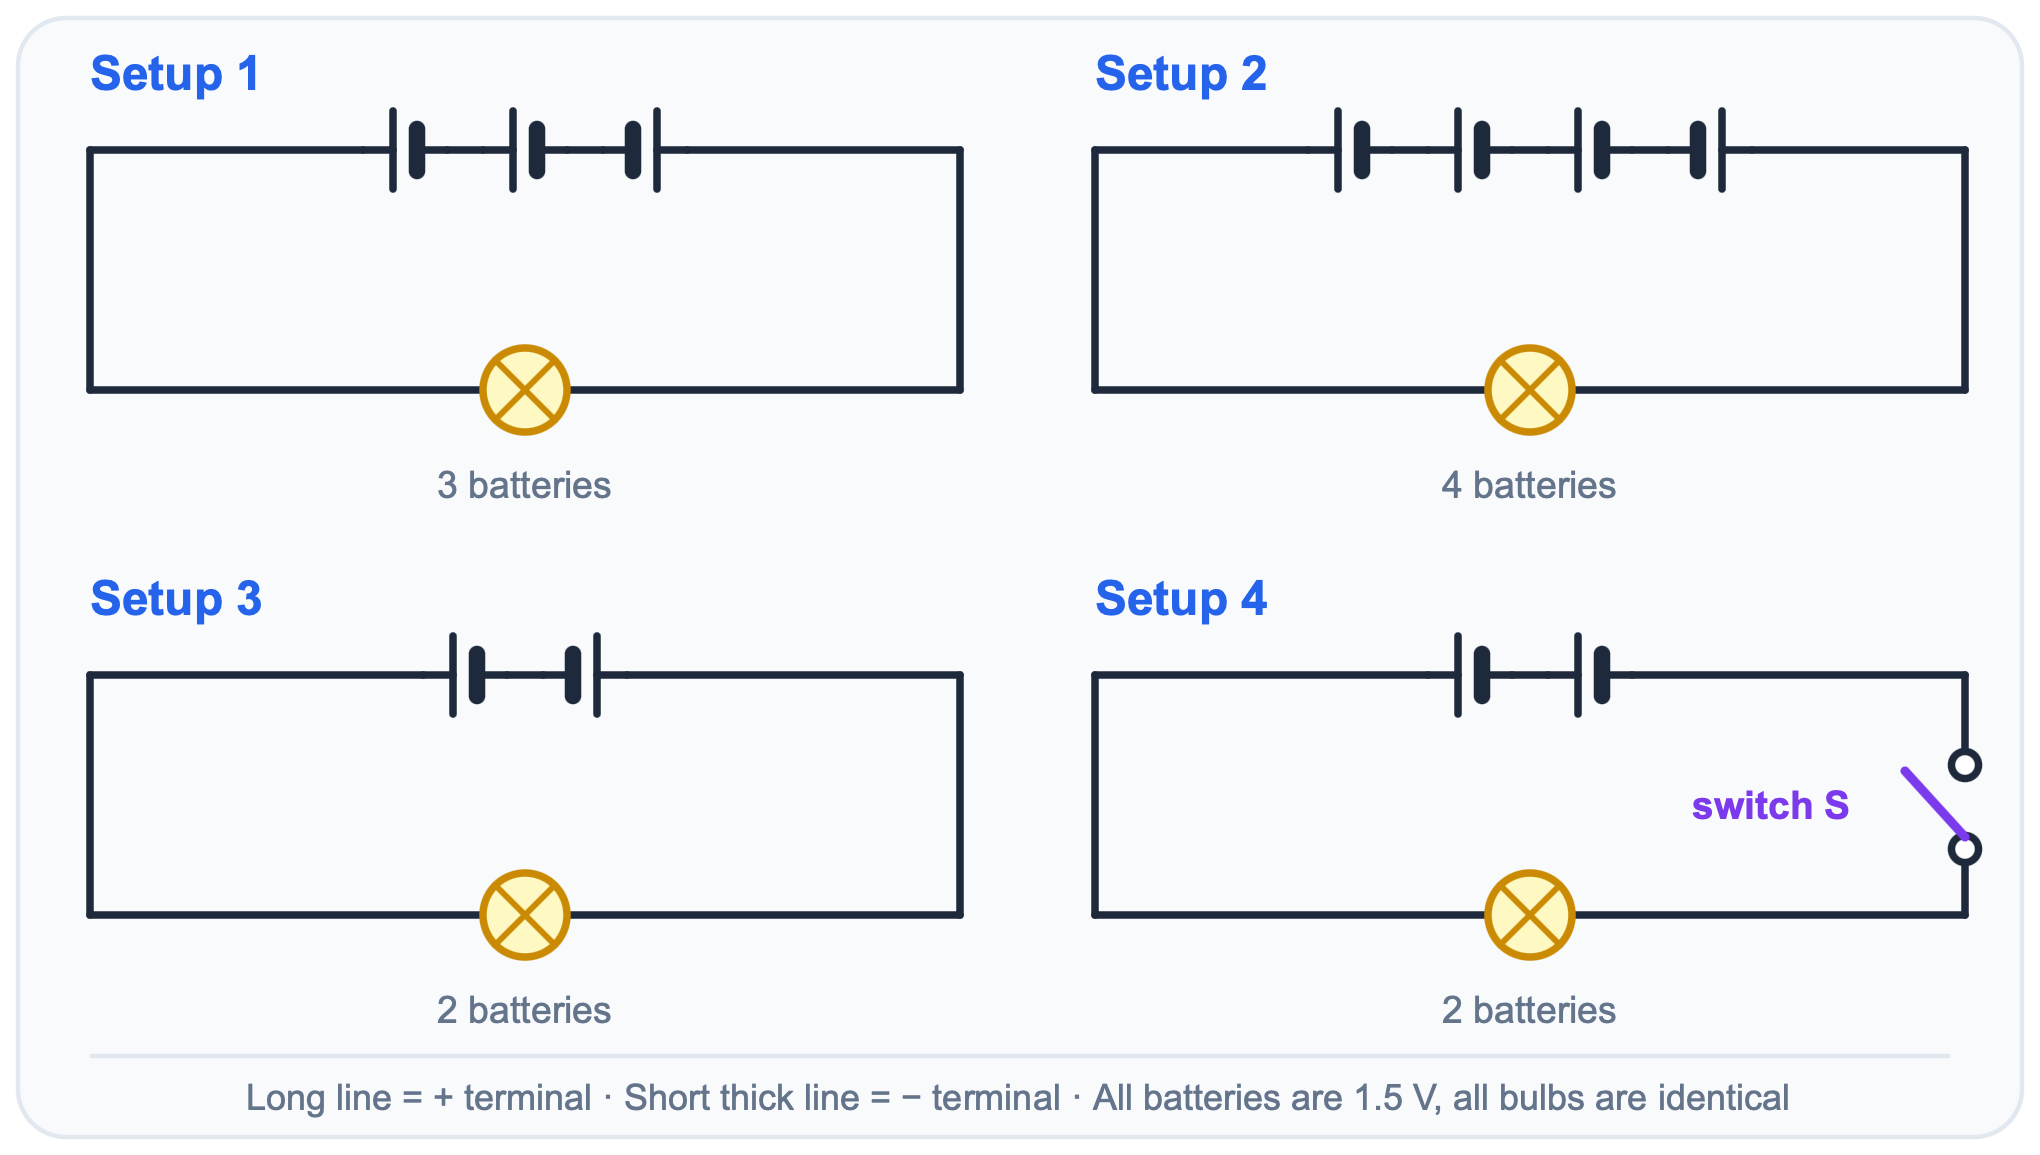 Setup 1
Setup 2
3 batteries
4 batteries
Setup 3
Setup 4
switch S
2 batteries
2 batteries
Long line = + terminal · Short thick line = − terminal · All batteries are 1.5 V, all bulbs are identical